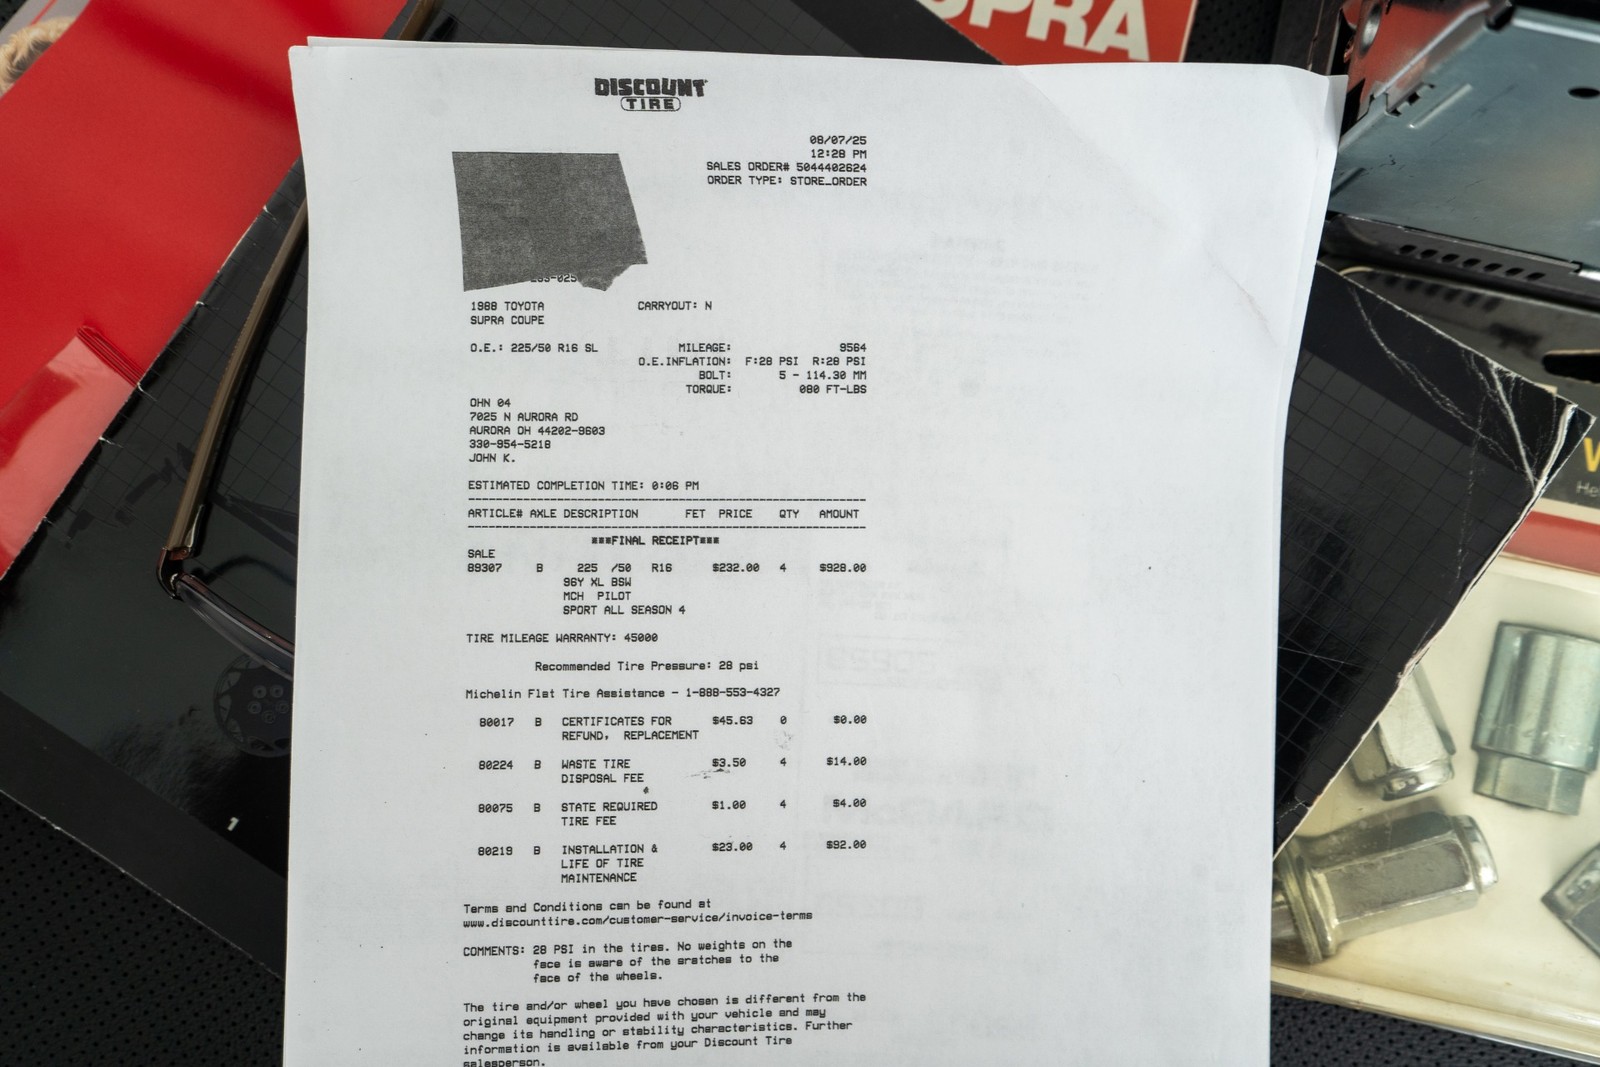 SUPRA
DISCOUNT
TIRE
08/07/25
12:28 PM
SALES ORDER# 5044402624
ORDER TYPE: STORE_ORDER
1988 TOYOTA CARRYOUT: N
SUPRA COUPE
O.E.: 225/50 R16 SL MILEAGE: 9564
O.E.INFLATION: F:28 PSI R:28 PSI
BOLT: 5 - 114.30 MM
TORQUE: 080 FT-LBS
OHN 04
7025 N AURORA RD
AURORA OH 44202-9603
330-954-5218
JOHN K.
ESTIMATED COMPLETION TIME: 0:06 PM
ARTICLE# AXLE DESCRIPTION FET PRICE QTY AMOUNT
***FINAL RECEIPT***
SALE
89307 B 225 /50 R16 $232.00 4 $928.00
96Y XL BSW
MCH PILOT
SPORT ALL SEASON 4
TIRE MILEAGE WARRANTY: 45000
Recommended Tire Pressure: 28 psi
Michelin Flat Tire Assistance - 1-888-553-4327
80017 B CERTIFICATES FOR $45.63 0 $0.00
REFUND, REPLACEMENT
80224 B WASTE TIRE $3.50 4 $14.00
DISPOSAL FEE
80075 B STATE REQUIRED $1.00 4 $4.00
TIRE FEE
80219 B INSTALLATION & $23.00 4 $92.00
LIFE OF TIRE
MAINTENANCE
Terms and Conditions can be found at
www.discounttire.com/customer-service/invoice-terms
COMMENTS: 28 PSI in the tires. No weights on the
face is aware of the sratches to the
face of the wheels.
The tire and/or wheel you have chosen is different from the
original equipment provided with your vehicle and may
change its handling or stability characteristics. Further
information is available from your Discount Tire
salesperson.
1